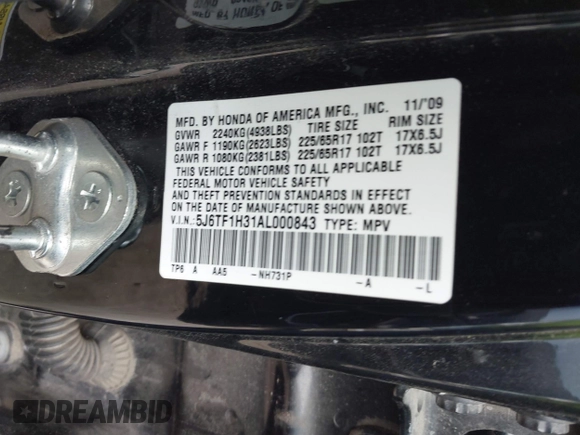 MFD. BY HONDA OF AMERICA MFG., INC. 11/'09
GVWR 2240KG(4938LBS) TIRE SIZE RIM SIZE
GAWR F 1190KG(2623LBS) 225/65R17 102T 17X6.5J
GAWR R 1080KG(2381LBS) 225/65R17 102T 17X6.5J
THIS VEHICLE CONFORMS TO ALL APPLICABLE
FEDERAL MOTOR VEHICLE SAFETY
AND THEFT PREVENTION STANDARDS IN EFFECT
ON THE DATE OF MANUFACTURE SHOWN ABOVE.
V.I.N.:5J6TF1H31AL000843 TYPE: MPV
TP6 A AA5 -NH731P -A -L
DREAMBID